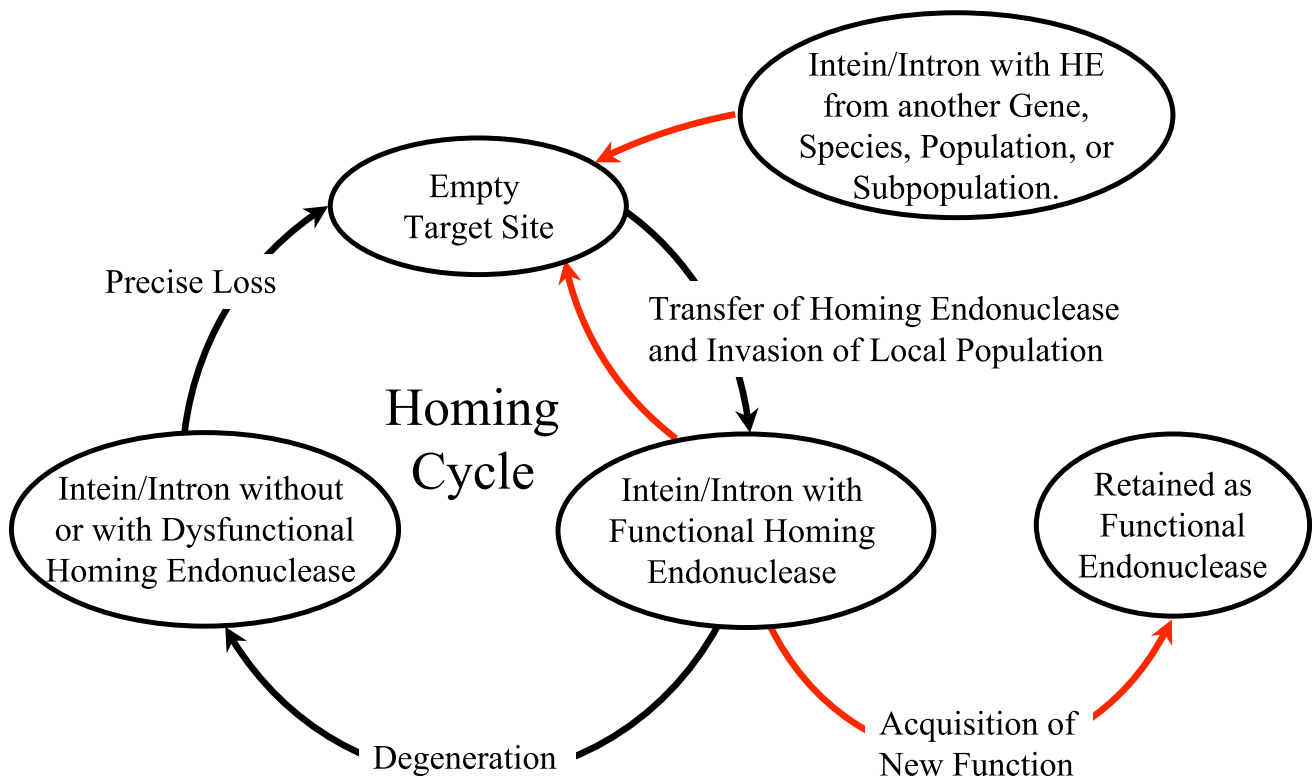 Intein/Intron with HE
from another Gene,
Species, Population, or
Subpopulation.
Empty
Target Site
Precise Loss
Transfer of Homing Endonuclease
and Invasion of Local Population
Homing
Cycle
Intein/Intron without
or with Dysfunctional
Homing Endonuclease
Intein/Intron with
Functional Homing
Endonuclease
Retained as
Functional
Endonuclease
Degeneration
Acquisition of
New Function